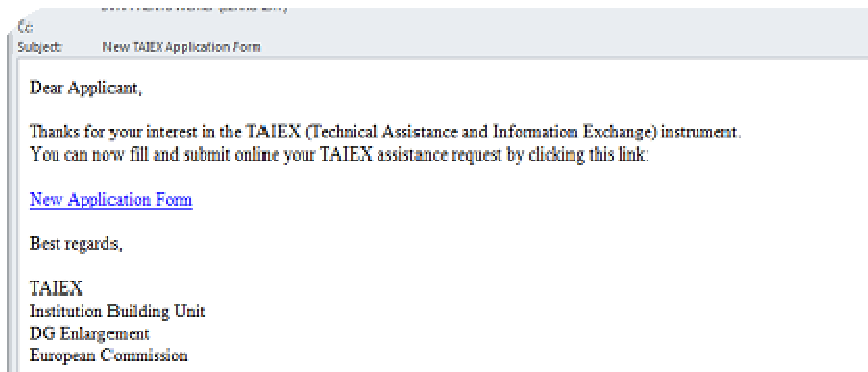 Cc:
Subject: New TAIEX Application Form
Dear Applicant,
Thanks for your interest in the TAIEX (Technical Assistance and Information Exchange) instrument.
You can now fill and submit online your TAIEX assistance request by clicking this link:
New Application Form
Best regards,
TAIEX
Institution Building Unit
DG Enlargement
European Commission